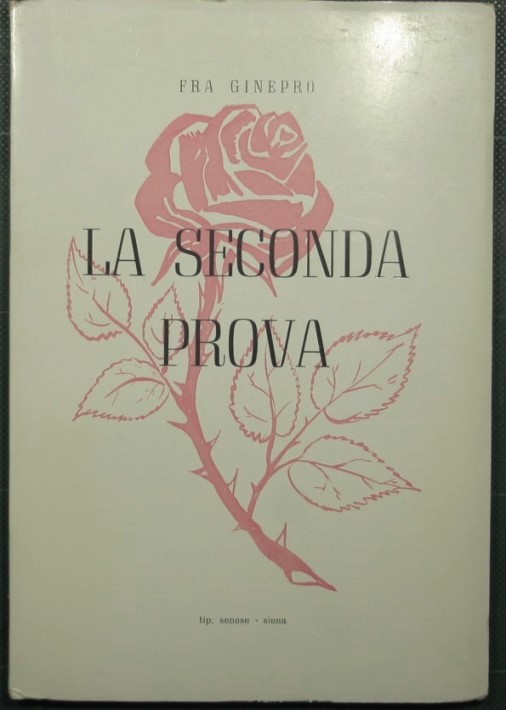 FRA GINEPRO
LA SECONDA
PROVA
tip. senese - siena